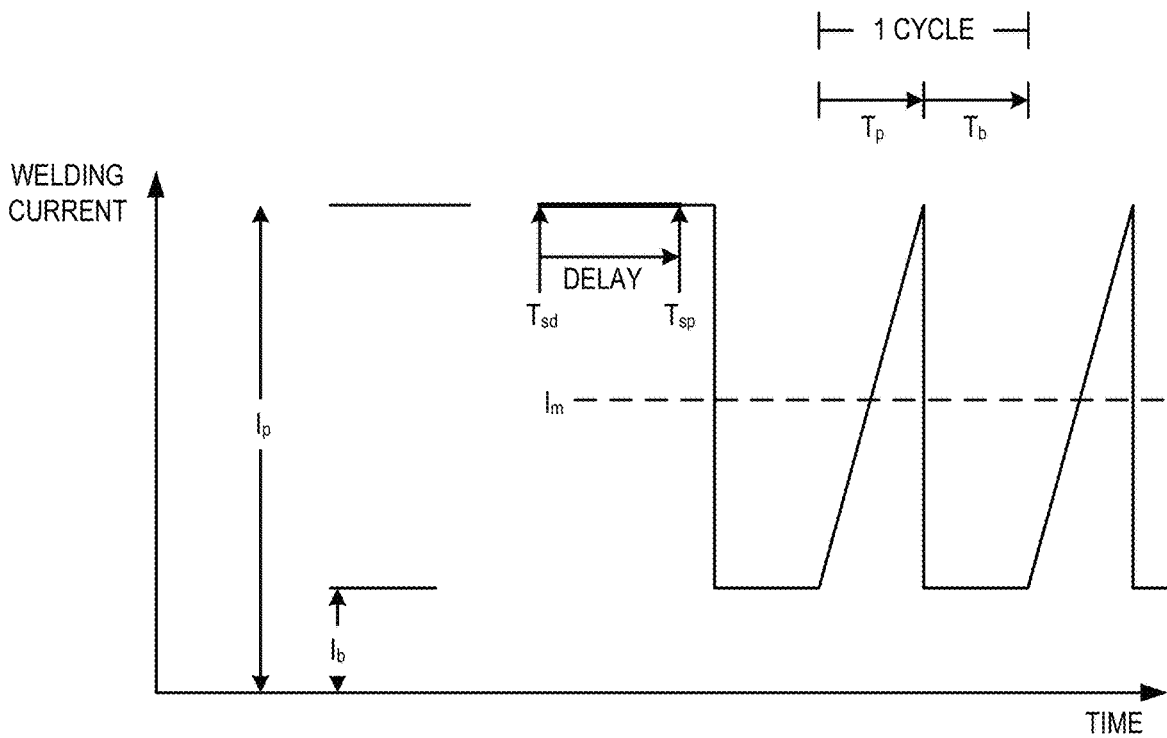 1 CYCLE
Tp Tb
WELDING
CURRENT
DELAY
Tsd Tsp
Im
Ip
Ib
TIME